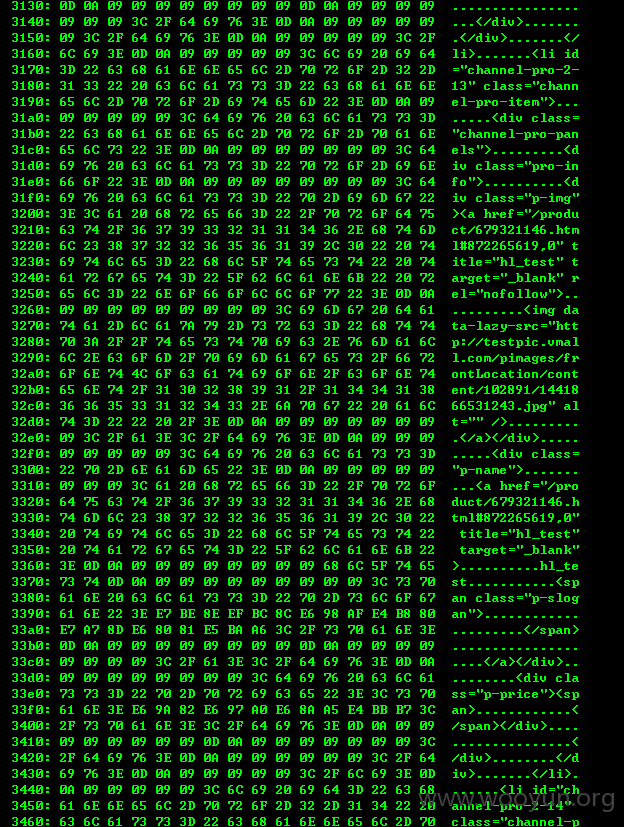 3130: 0D 0A 09 09 09 09 09 09 09 0D 0A 09 09 09 09 09 ................
3140: 09 09 09 3C 2F 64 69 76 3E 0D 0A 09 09 09 09 09 ...</div>.......
3150: 09 3C 2F 64 69 76 3E 0D 0A 09 09 09 09 09 3C 2F .</div>.......</
3160: 6C 69 3E 0D 0A 09 09 09 09 09 3C 6C 69 20 69 64 li>.......<li id
3170: 3D 22 63 68 61 6E 6E 65 6C 2D 70 72 6F 2D 32 2D ="channel-pro-2-
3180: 31 33 22 20 63 6C 61 73 73 3D 22 63 68 61 6E 6E 13" class="chann
3190: 65 6C 2D 70 72 6F 2D 69 74 65 6D 22 3E 0D 0A 09 el-pro-item">...
31a0: 09 09 09 09 09 3C 64 69 76 20 63 6C 61 73 73 3D .....<div class=
31b0: 22 63 68 61 6E 6E 65 6C 2D 70 72 6F 2D 70 61 6E "channel-pro-pan
31c0: 65 6C 73 22 3E 0D 0A 09 09 09 09 09 09 09 3C 64 els">.........<d
31d0: 69 76 20 63 6C 61 73 73 3D 22 70 72 6F 2D 69 6E iv class="pro-in
31e0: 66 6F 22 3E 0D 0A 09 09 09 09 09 09 09 09 3C 64 fo">..........<d
31f0: 69 76 20 63 6C 61 73 73 3D 22 70 2D 69 6D 67 22 iv class="p-img"
3200: 3E 3C 61 20 68 72 65 66 3D 22 2F 70 72 6F 64 75 ><a href="/produ
3210: 63 74 2F 36 37 39 33 32 31 31 34 36 2E 68 74 6D ct/679321146.htm
3220: 6C 23 38 37 32 32 36 35 36 31 39 2C 30 22 20 74 l#872265619,0" t
3230: 69 74 6C 65 3D 22 68 6C 5F 74 65 73 74 22 20 74 itle="hl_test" t
3240: 61 72 67 65 74 3D 22 5F 62 6C 61 6E 6B 22 20 72 arget="_blank" r
3250: 65 6C 3D 22 6E 6F 66 6F 6C 6C 6F 77 22 3E 0D 0A el="nofollow">..
3260: 09 09 09 09 09 09 09 09 09 3C 69 6D 67 20 64 61 .........<img da
3270: 74 61 2D 6C 61 7A 79 2D 73 72 63 3D 22 68 74 74 ta-lazy-src="htt
3280: 70 3A 2F 2F 74 65 73 74 70 69 63 2E 76 6D 61 6C p://testpic.vmal
3290: 6C 2E 63 6F 6D 2F 70 69 6D 61 67 65 73 2F 66 72 l.com/pimages/fr
32a0: 6F 6E 74 4C 6F 63 61 74 69 6F 6E 2F 63 6F 6E 74 ontLocation/cont
32b0: 65 6E 74 2F 31 30 32 38 39 31 2F 31 34 34 31 38 ent/102891/14418
32c0: 36 36 35 33 31 32 34 33 2E 6A 70 67 22 20 61 6C 66531243.jpg" al
32d0: 74 3D 22 22 20 2F 3E 0D 0A 09 09 09 09 09 09 09 t="" />.........
32e0: 09 3C 2F 61 3E 3C 2F 64 69 76 3E 0D 0A 09 09 09 .</a></div>.....
32f0: 09 09 09 09 09 3C 64 69 76 20 63 6C 61 73 73 3D .....<div class=
3300: 22 70 2D 6E 61 6D 65 22 3E 0D 0A 09 09 09 09 09 "p-name">.......
3310: 09 09 09 3C 61 20 68 72 65 66 3D 22 2F 70 72 6F ...<a href="/pro
3320: 64 75 63 74 2F 36 37 39 33 32 31 31 34 36 2E 68 duct/679321146.h
3330: 74 6D 6C 23 38 37 32 32 36 35 36 31 39 2C 30 22 tml#872265619,0"
3340: 20 74 69 74 6C 65 3D 22 68 6C 5F 74 65 73 74 22  title="hl_test"
3350: 20 74 61 72 67 65 74 3D 22 5F 62 6C 61 6E 6B 22  target="_blank"
3360: 3E 0D 0A 09 09 09 09 09 09 09 09 68 6C 5F 74 65 >..........hl_te
3370: 73 74 0D 0A 09 09 09 09 09 09 09 09 09 3C 73 70 st...........<sp
3380: 61 6E 20 63 6C 61 73 73 3D 22 70 2D 73 6C 6F 67 an class="p-slog
3390: 61 6E 22 3E E7 BE 8E EF BC 8C E6 98 AF E4 B8 80 an">............
33a0: E7 A7 8D E6 80 81 E5 BA A6 3C 2F 73 70 61 6E 3E .........</span>
33b0: 0D 0A 09 09 09 09 09 09 09 09 09 0D 0A 09 09 09 ................
33c0: 09 09 09 09 3C 2F 61 3E 3C 2F 64 69 76 3E 0D 0A ....</a></div>..
33d0: 09 09 09 09 09 09 09 09 3C 64 69 76 20 63 6C 61 ........<div cla
33e0: 73 73 3D 22 70 2D 70 72 69 63 65 22 3E 3C 73 70 ss="p-price"><sp
33f0: 61 6E 3E E6 9A 82 E6 97 A0 E6 8A A5 E4 BB B7 3C an>............<
3400: 2F 73 70 61 6E 3E 3C 2F 64 69 76 3E 0D 0A 09 09 /span></div>....
3410: 09 09 09 09 09 0D 0A 09 09 09 09 09 09 09 09 3C ...............<
3420: 2F 64 69 76 3E 0D 0A 09 09 09 09 09 09 3C 2F 64 /div>........</d
3430: 69 76 3E 0D 0A 09 09 09 09 09 3C 2F 6C 69 3E 0D iv>.......</li>.
3440: 0A 09 09 09 09 09 3C 6C 69 20 69 64 3D 22 63 68 ......<li id="ch
3450: 61 6E 6E 65 6C 2D 70 72 6F 2D 32 2D 31 34 22 20 annel-pro-2-14" 
3460: 63 6C 61 73 73 3D 22 63 68 61 6E 6E 65 6C 2D 70 class="channel-p
www.wooyun.org